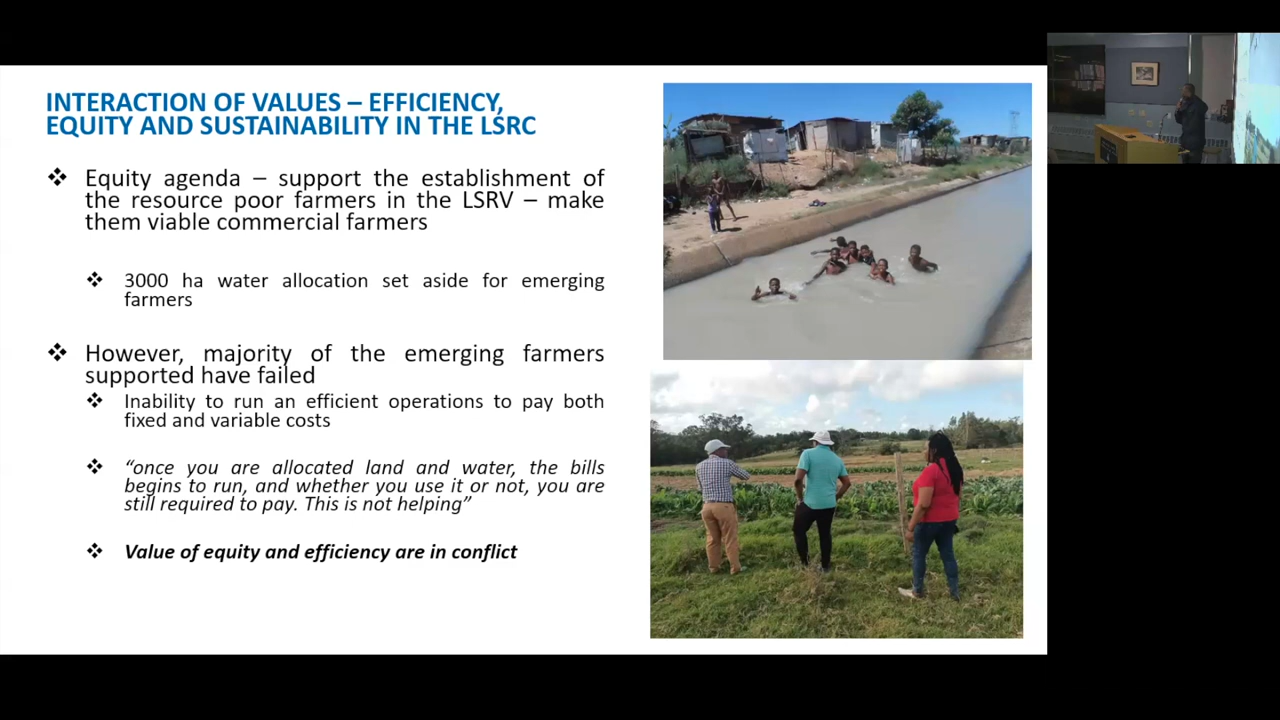 INTERACTION OF VALUES – EFFICIENCY,
EQUITY AND SUSTAINABILITY IN THE LSRC
❖ Equity agenda – support the establishment of
the resource poor farmers in the LSRV – make
them viable commercial farmers
❖ 3000 ha water allocation set aside for emerging
farmers
❖ However, majority of the emerging farmers
supported have failed
❖ Inability to run an efficient operations to pay both
fixed and variable costs
❖ “once you are allocated land and water, the bills
begins to run, and whether you use it or not, you are
still required to pay. This is not helping”
❖ Value of equity and efficiency are in conflict